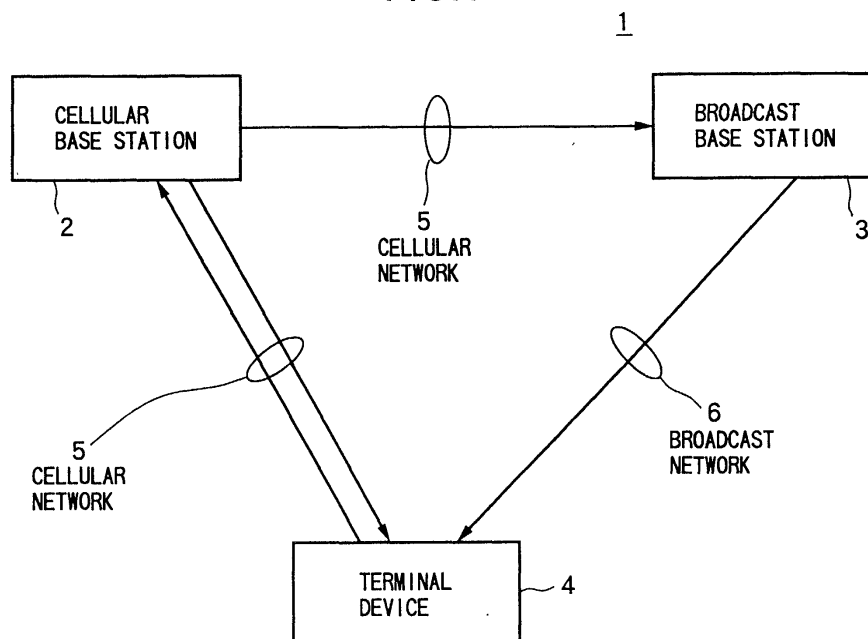 1
CELLULAR
BASE STATION
BROADCAST
BASE STATION
2
5
CELLULAR
NETWORK
3
5
CELLULAR
NETWORK
6
BROADCAST
NETWORK
TERMINAL
DEVICE
4